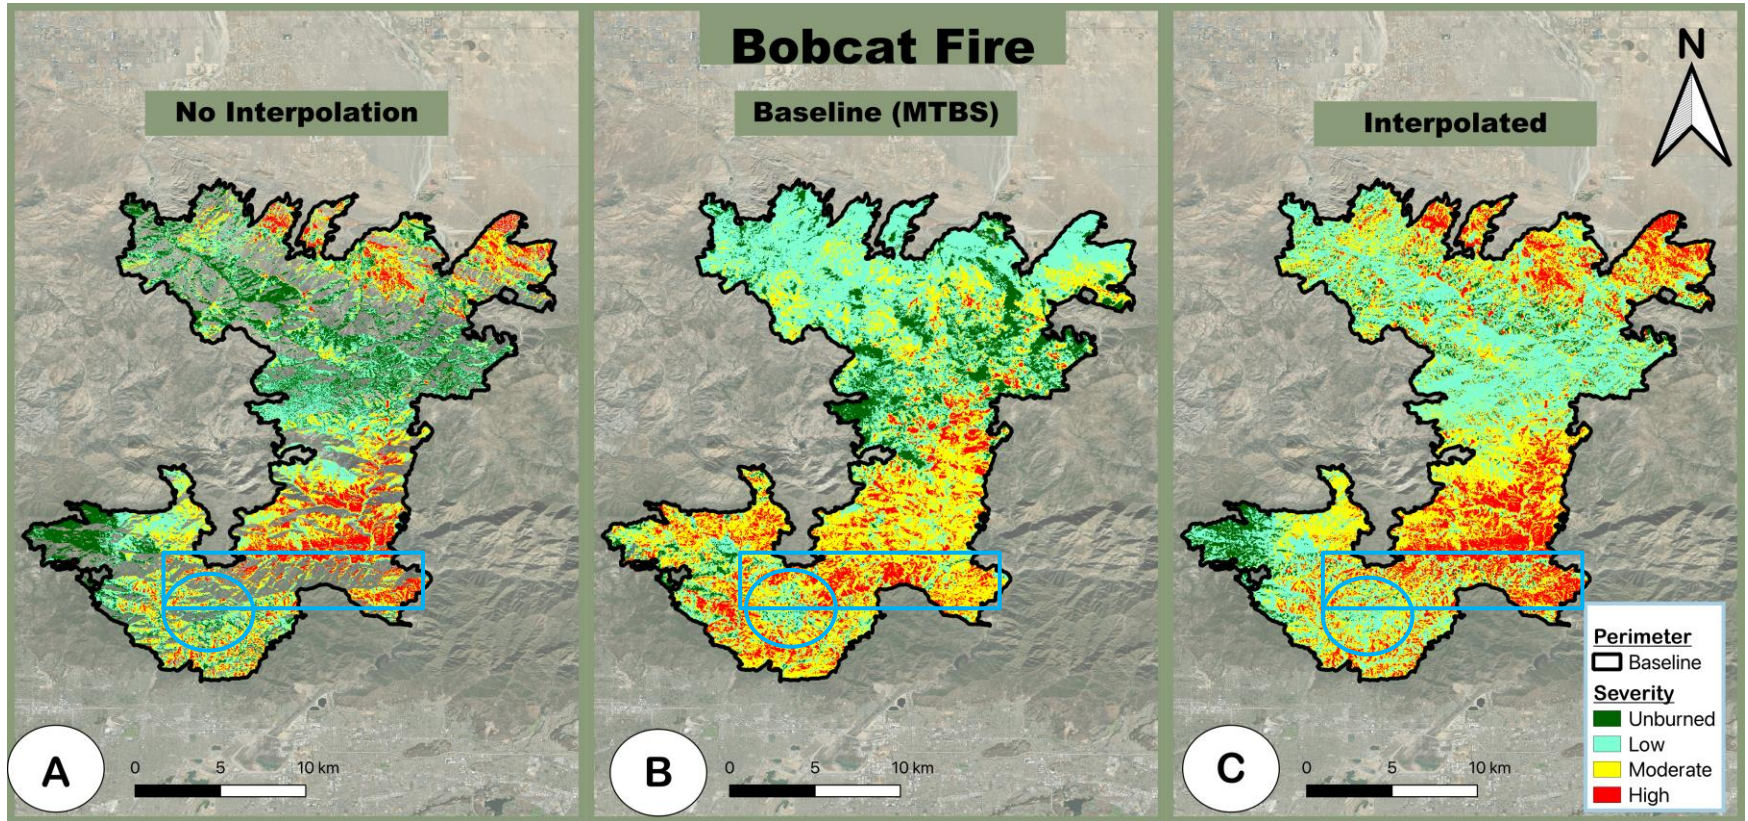 Bobcat Fire
No Interpolation
Baseline (MTBS)
Interpolated
N
A
0 5 10 km
B
0 5 10 km
C
0 5 10 km
Perimeter
Baseline
Severity
Unburned
Low
Moderate
High